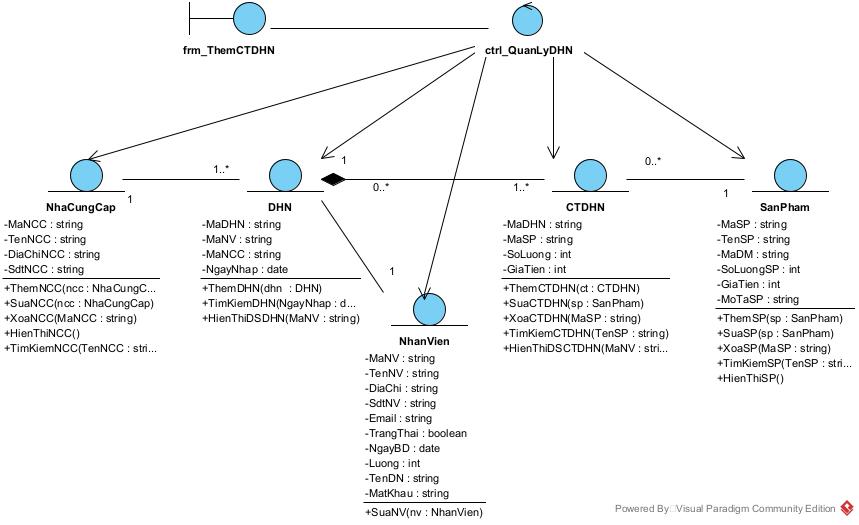 frm_ThemCTDHN
ctrl_QuanLyDHN
1..*
1
1
0..*
1..*
0..*
1
1
NhaCungCap
-MaNCC : string
-TenNCC : string
-DiaChiNCC : string
-SdtNCC : string
+ThemNCC(ncc : NhaCungC...
+SuaNCC(ncc : NhaCungCap)
+XoaNCC(MaNCC : string)
+HienThiNCC()
+TimKiemNCC(TenNCC : stri...
DHN
-MaDHN : string
-MaNV : string
-MaNCC : string
-NgayNhap : date
+ThemDHN(dhn : DHN)
+TimKiemDHN(NgayNhap : d...
+HienThiDSDHN(MaNV : string)
NhanVien
-MaNV : string
-TenNV : string
-DiaChi : string
-SdtNV : string
-Email : string
-TrangThai : boolean
-NgayBD : date
-Luong : int
-TenDN : string
-MatKhau : string
+SuaNV(nv : NhanVien)
CTDHN
-MaDHN : string
-MaSP : string
-SoLuong : int
-GiaTien : int
+ThemCTDHN(ct : CTDHN)
+SuaCTDHN(sp : SanPham)
+XoaCTDHN(MaSP : string)
+TimKiemCTDHN(TenSP : string)
+HienThiDSCTDHN(MaNV : stri...
SanPham
-MaSP : string
-TenSP : string
-MaDM : string
-SoLuongSP : int
-GiaTien : int
-MoTaSP : string
+ThemSP(sp : SanPham)
+SuaSP(sp : SanPham)
+XoaSP(MaSP : string)
+TimKiemSP(TenSP : stri...
+HienThiSP()
Powered By Visual Paradigm Community Edition